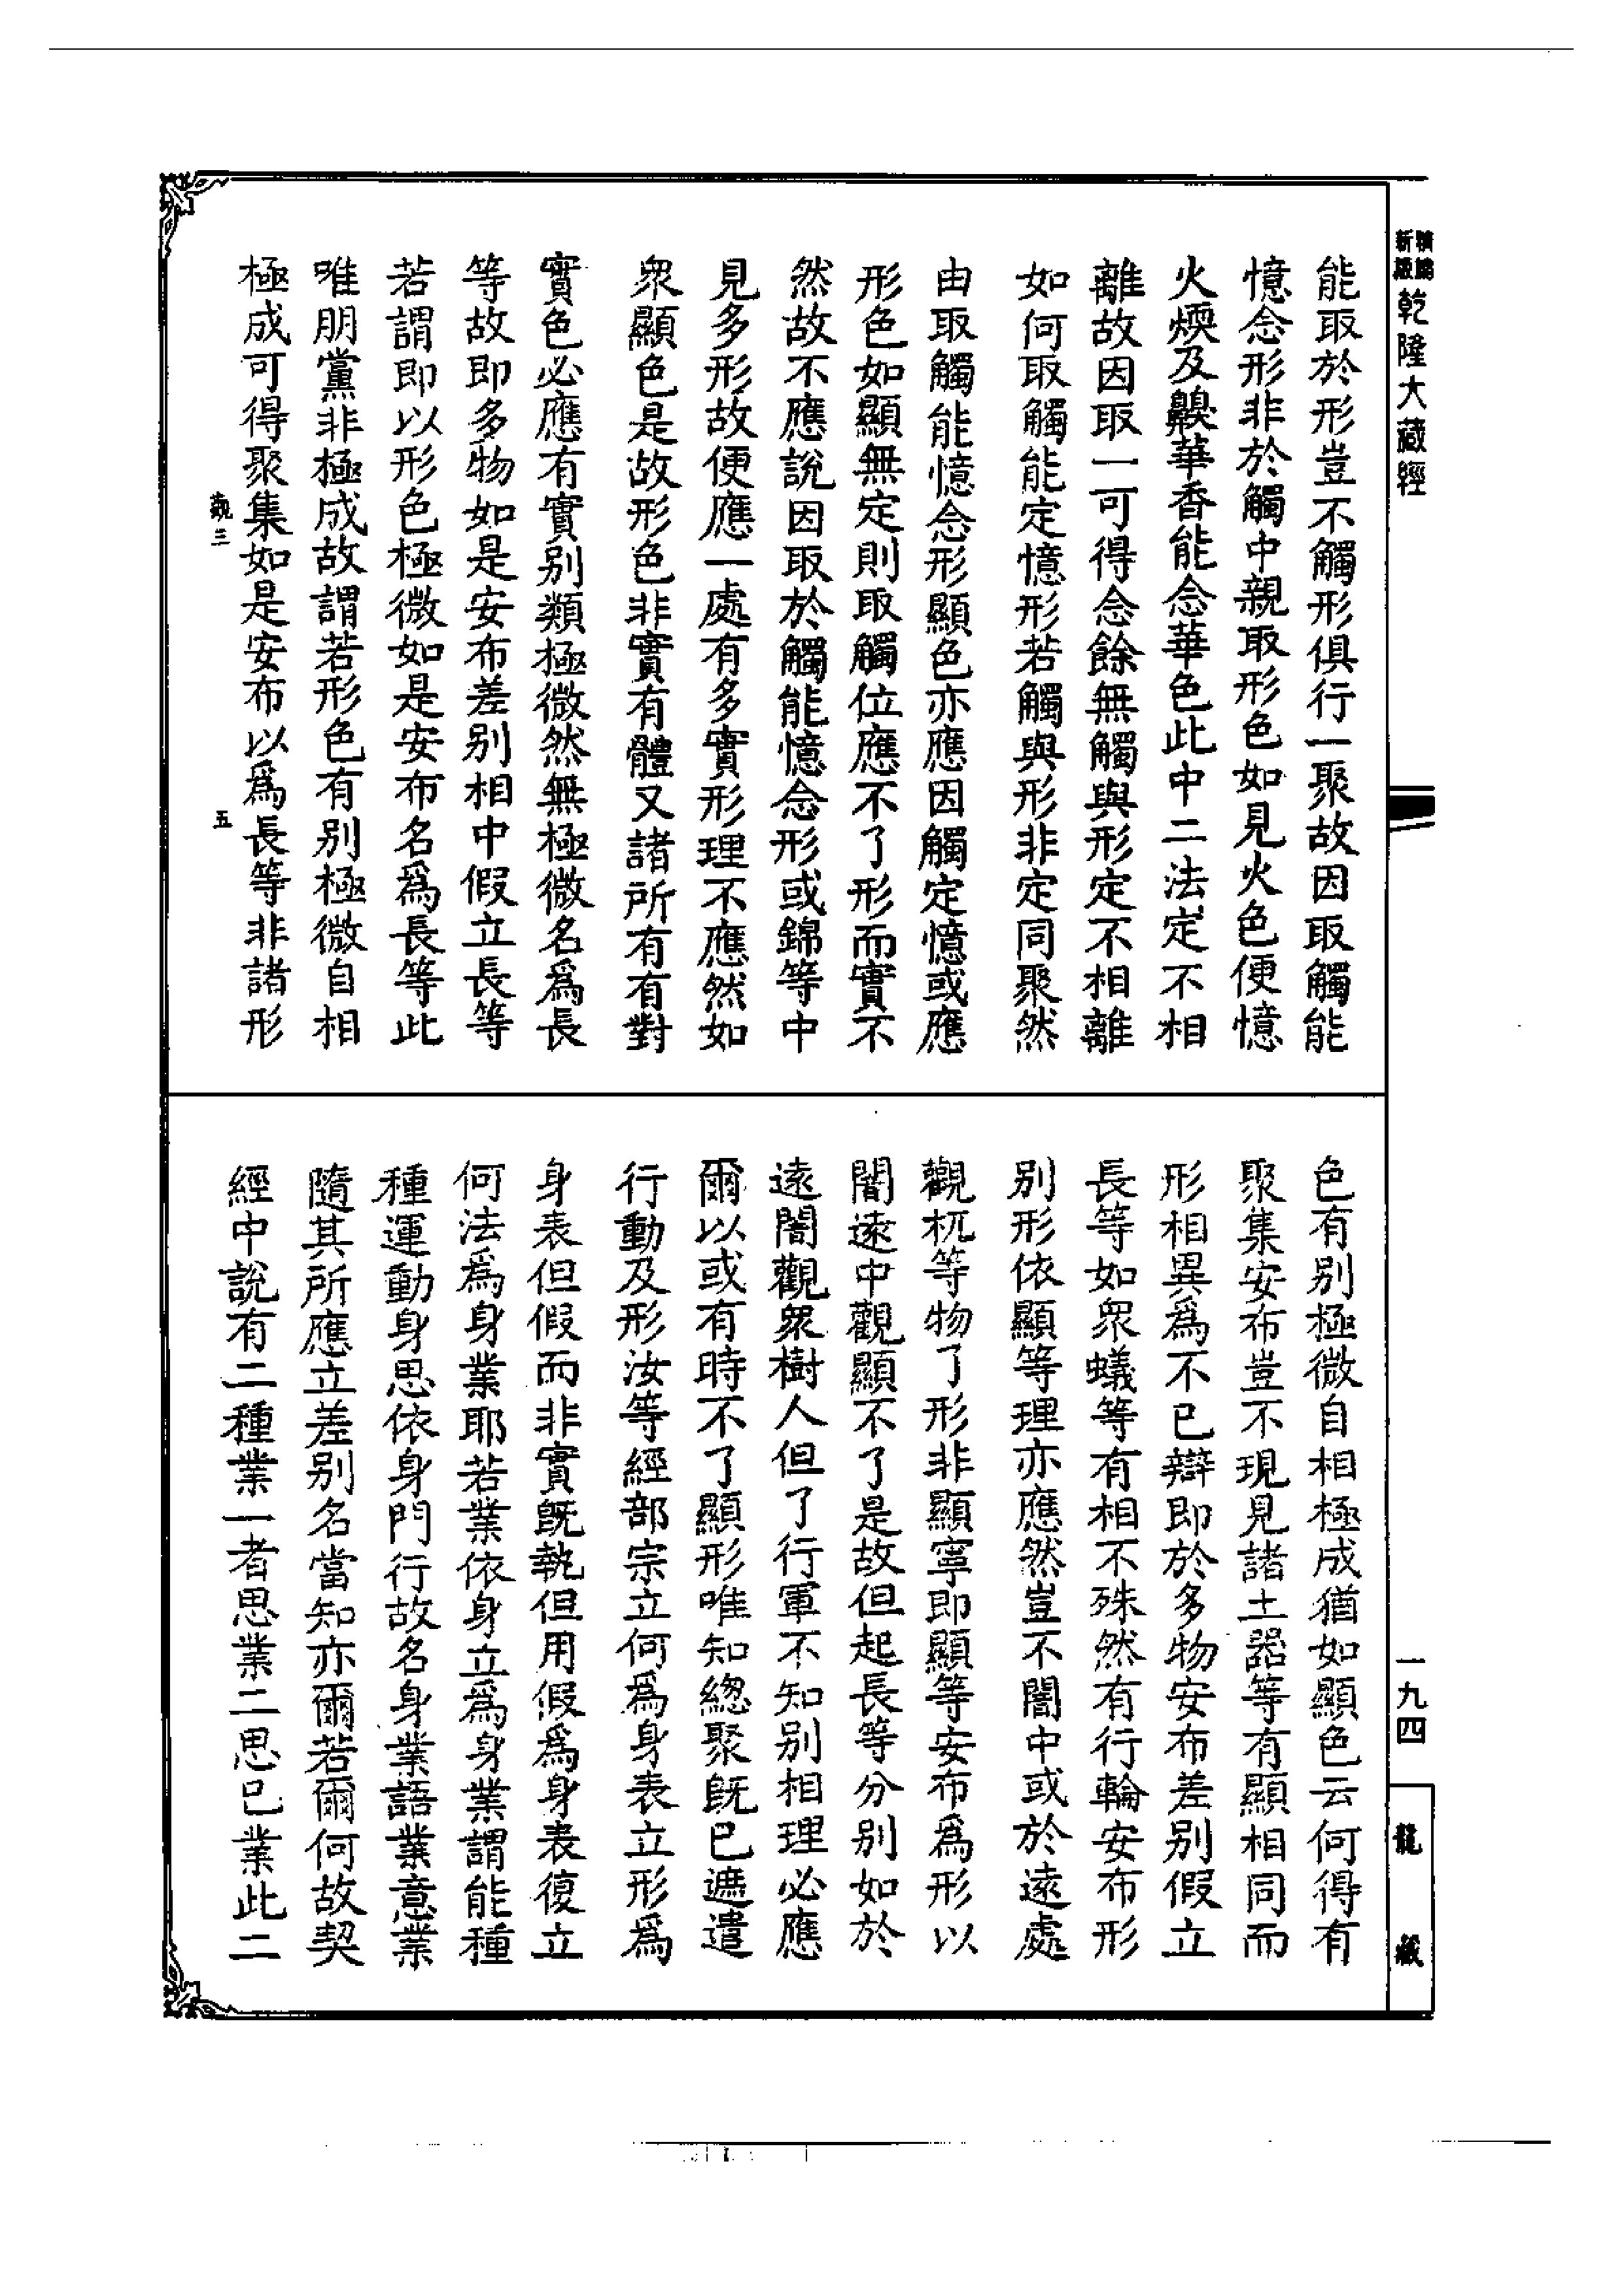 乾隆大藏經
能取於形豈不觸形俱行一聚故因取觸能
憶念形非於觸中親取形色如見火色便憶
火煗及齅華香能念華色此中二法定不相
離故因取一可得念餘無觸與形定不相離
如何取觸能定憶形若觸與形非定同聚然
由取觸能憶念形顯色亦應因觸定憶或應
形色如顯無定則取觸位應不了形而實不
然故不應說因取於觸能憶念形或錦等中
見多形故便應一處有多實形理不應然如
衆顯色是故形色非實有體又諸所有有對
實色必應有實別類極微然無極微名爲長
等故即多物如是安布差別相中假立長等
若謂即以形色極微如是安布名爲長等此
唯朋黨非極成故謂若形色有別極微自相
極成可得聚集如是安布以爲長等非諸形
五
色有別極微自相極成猶如顯色云何得有
聚集安布豈不現見諸土器等有顯相同而
形相異爲不已辯即於多物安布差別假立
長等如衆蟻等有相不殊然有行輪安布形
別形依顯等理亦應然豈不闇中或於遠處
觀杌等物了形非顯寧即顯等安布爲形以
闇遠中觀顯不了是故但起長等分別如於
遠闇觀衆樹人但了行軍不知別相理必應
爾以或有時不了顯形唯知緫聚旣已遮遣
行動及形汝等經部宗立何爲身表立形爲
身表但假而非實旣執但用假爲身表復立
何法爲身業耶若業依身立爲身業謂能種
種運動身思依身門行故名身業語業意業
隨其所應立差別名當知亦爾若爾何故契
經中說有二種業一者思業二思已業此二
一九四
龍藏